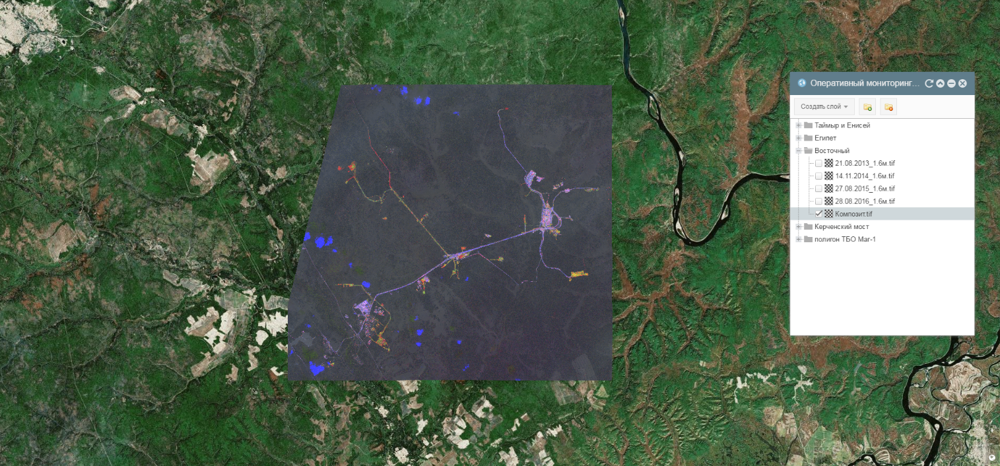 Оперативный мониторинг...
Создать слой
Таймыр и Енисей
Египет
Восточный
21.08.2013_1.6м.tif
14.11.2014_1.6м.tif
27.08.2015_1.6м.tif
28.08.2016_1.6м.tif
Композит.tif
Керченский мост
полигон ТБО Маг-1